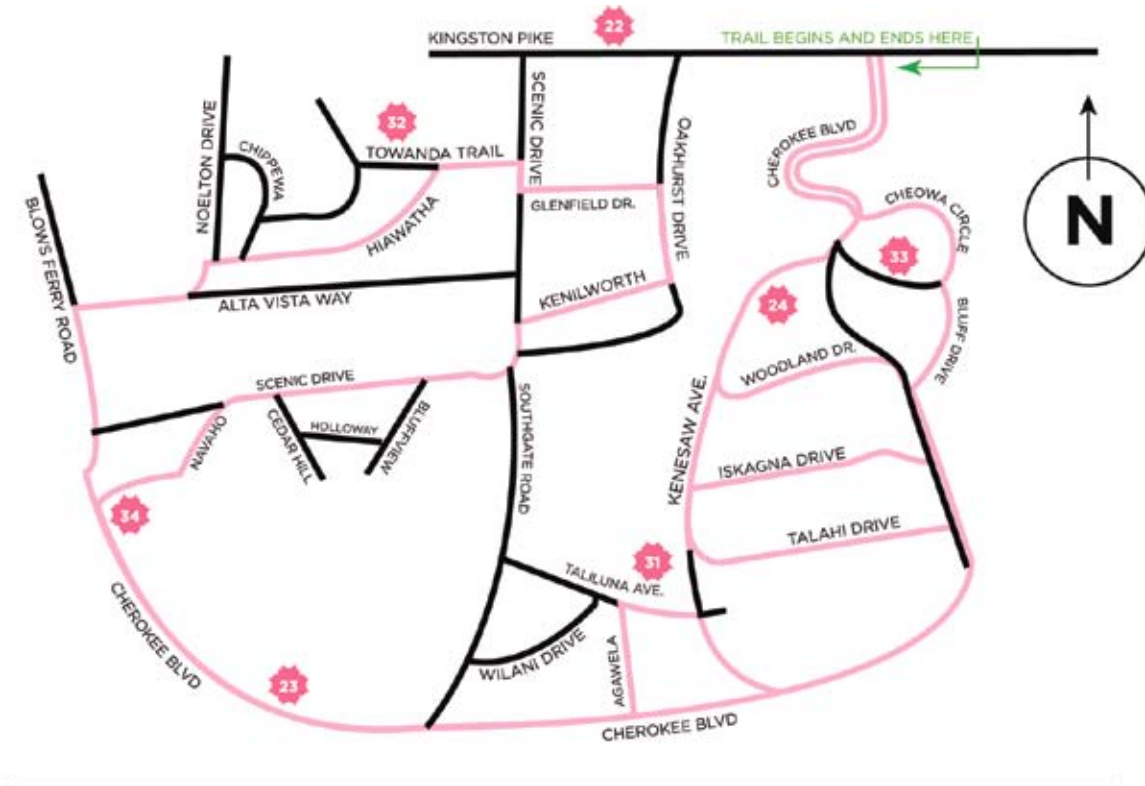 22
KINGSTON PIKE
TRAIL BEGINS AND ENDS HERE
SCENIC DRIVE
OAKHURST DRIVE
CHEROKEE BLVD
NOELTON DRIVE
CHIPPEWA
32
TOWANDA TRAIL
HIAWATHA
GLENFIELD DR.
CHEOWA CIRCLE
N
33
BLOWS FERRY ROAD
ALTA VISTA WAY
KENILWORTH
24
BLUFF DRIVE
WOODLAND DR.
SCENIC DRIVE
NAVAHO
CEDAR HILL
HOLLOWAY
BLUFFVIEW
SOUTHGATE ROAD
KENESAW AVE.
ISKAGNA DRIVE
34
TALAHI DRIVE
31
TALILUNA AVE.
CHEROKEE BLVD
WILANI DRIVE
AGAWELA
23
CHEROKEE BLVD